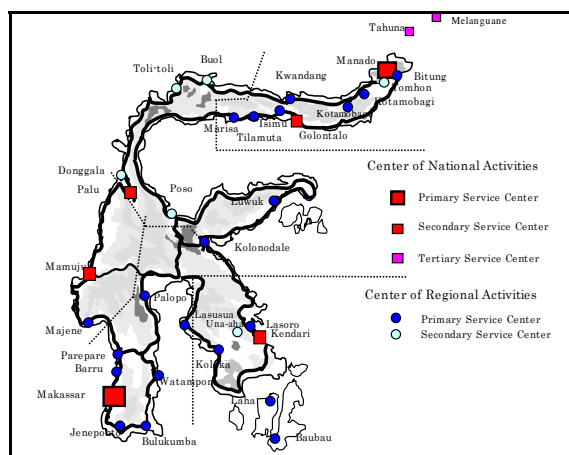 Melanguane
Tahuna
Manado
Buol
Toli-toli
Kwandang
Bitung
Tomhon
Kotamobagi
Kotamobagu
Isimu
Marisa
Tilamuta
Golontalo
Center of National Activities
Donggala
Palu
Poso
Luwuk
Primary Service Center
Secondary Service Center
Kolonodale
Tertiary Service Center
Mamuju
Center of Regional Activities
Palopo
Lasusua
Una-aha
Lasoro
Kendari
Primary Service Center
Secondary Service Center
Majene
Parepare
Barru
Watampon
Kolaka
Makassar
Laha
Jeneponto
Bulukumba
Baubau